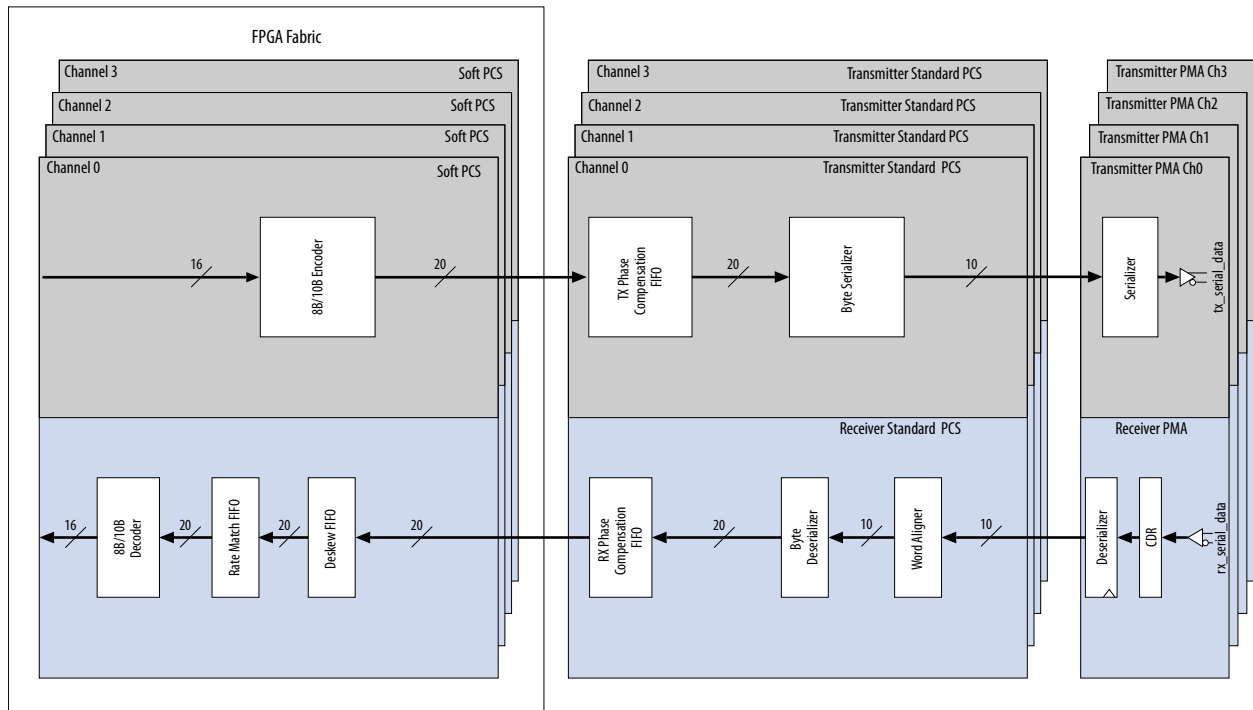 FPGA Fabric
Channel 3
Soft PCS
Channel 3
Transmitter Standard PCS
Transmitter PMA Ch3
Channel 2
Soft PCS
Channel 2
Transmitter Standard PCS
Transmitter PMA Ch2
Channel 1
Soft PCS
Channel 1
Transmitter Standard PCS
Transmitter PMA Ch1
Channel 0
Soft PCS
Channel 0
Transmitter Standard PCS
Transmitter PMA Ch0
16
8B/10B Encoder
20
TX Phase
Compensation
FIFO
20
Byte Serializer
10
Serializer
tx_serial_data
Receiver Standard PCS
Receiver PMA
16
8B/10B
Decoder
20
Rate Match FIFO
20
Deskew FIFO
20
RX Phase
Compensation
FIFO
20
Byte
Deserializer
10
Word Aligner
10
Deserializer
CDR
rx_serial_data